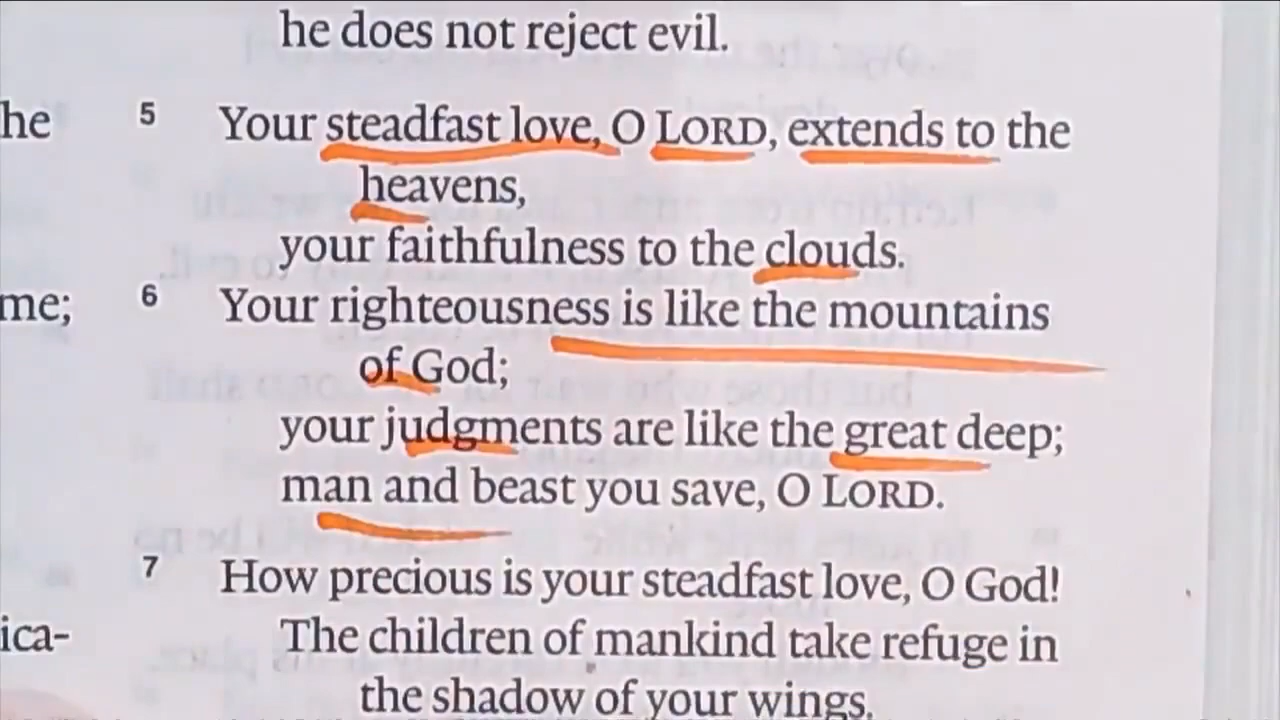 he does not reject evil.
he
5 Your steadfast love, O LORD, extends to the
heavens,
your faithfulness to the clouds.
me;
6 Your righteousness is like the mountains
of God;
your judgments are like the great deep;
man and beast you save, O LORD.
7 How precious is your steadfast love, O God!
ica-
The children of mankind take refuge in
the shadow of your wings.